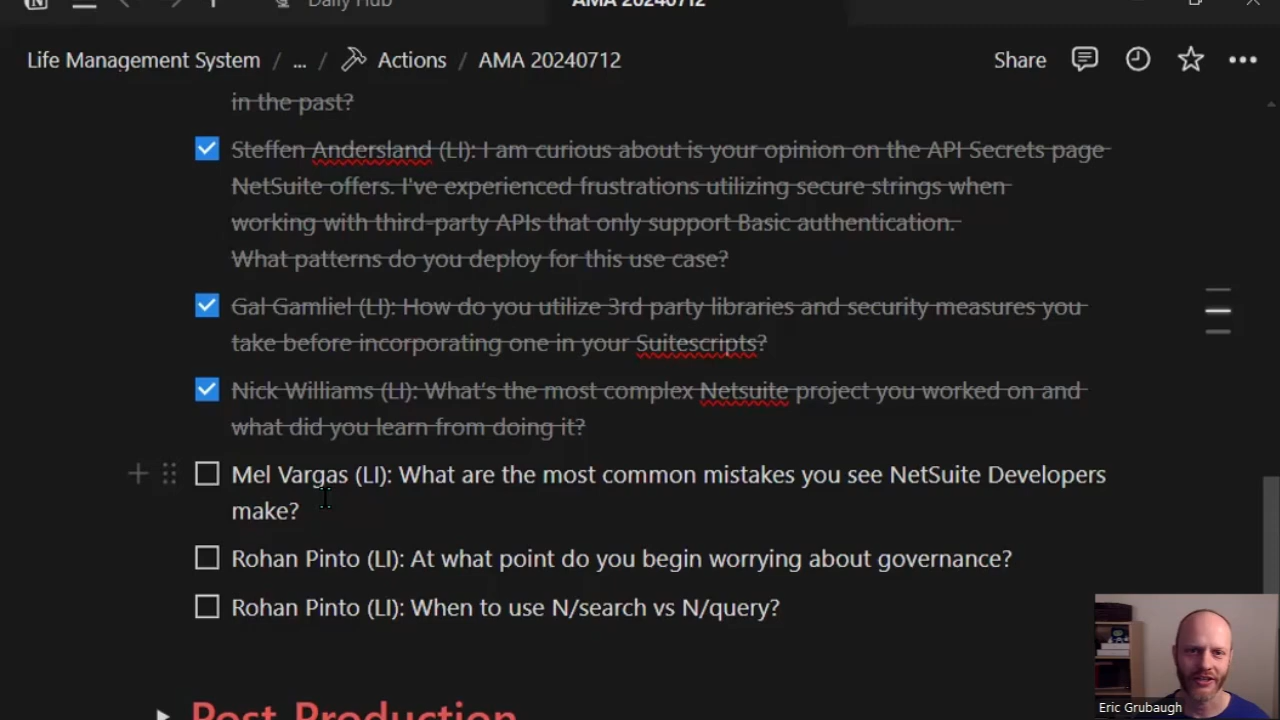 Daily Hub
AMA 20240712
Life Management System / ... / Actions / AMA 20240712
Share
in the past?
Steffen Andersland (LI): I am curious about is your opinion on the API Secrets page
NetSuite offers. I've experienced frustrations utilizing secure strings when
working with third-party APIs that only support Basic authentication.
What patterns do you deploy for this use case?
Gal Gamliel (LI): How do you utilize 3rd party libraries and security measures you
take before incorporating one in your Suitescripts?
Nick Williams (LI): What's the most complex Netsuite project you worked on and
what did you learn from doing it?
Mel Vargas (LI): What are the most common mistakes you see NetSuite Developers
make?
Rohan Pinto (LI): At what point do you begin worrying about governance?
Rohan Pinto (LI): When to use N/search vs N/query?
Post-Production
Eric Grubaugh